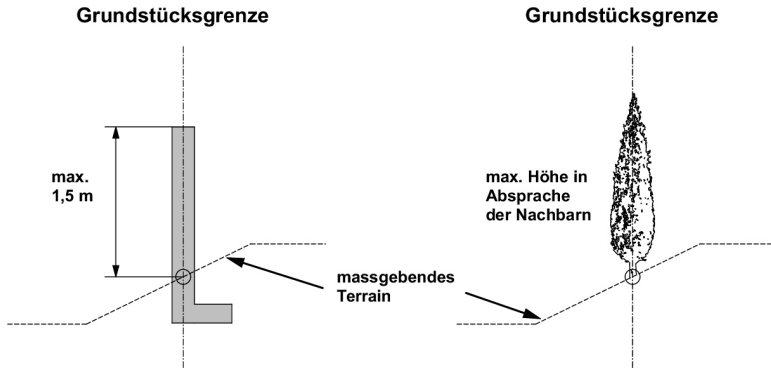 Grundstücksgrenze
Grundstücksgrenze
max.
1,5 m
max. Höhe in
Absprache
der Nachbarn
massgebendes
Terrain